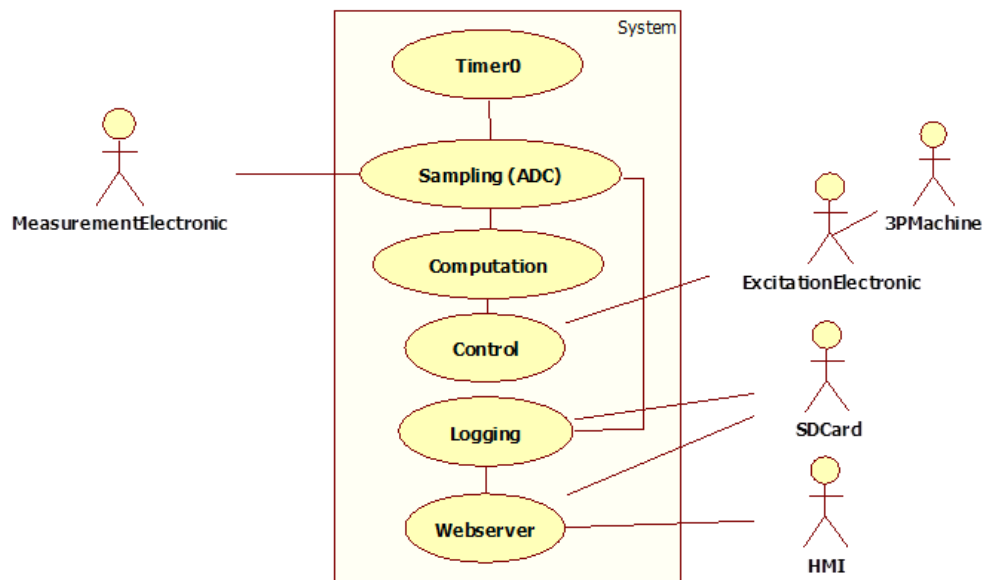 System
Timer0
Sampling (ADC)
MeasurementElectronic
3PMachine
Computation
ExcitationElectronic
Control
Logging
SDCard
Webserver
HMI